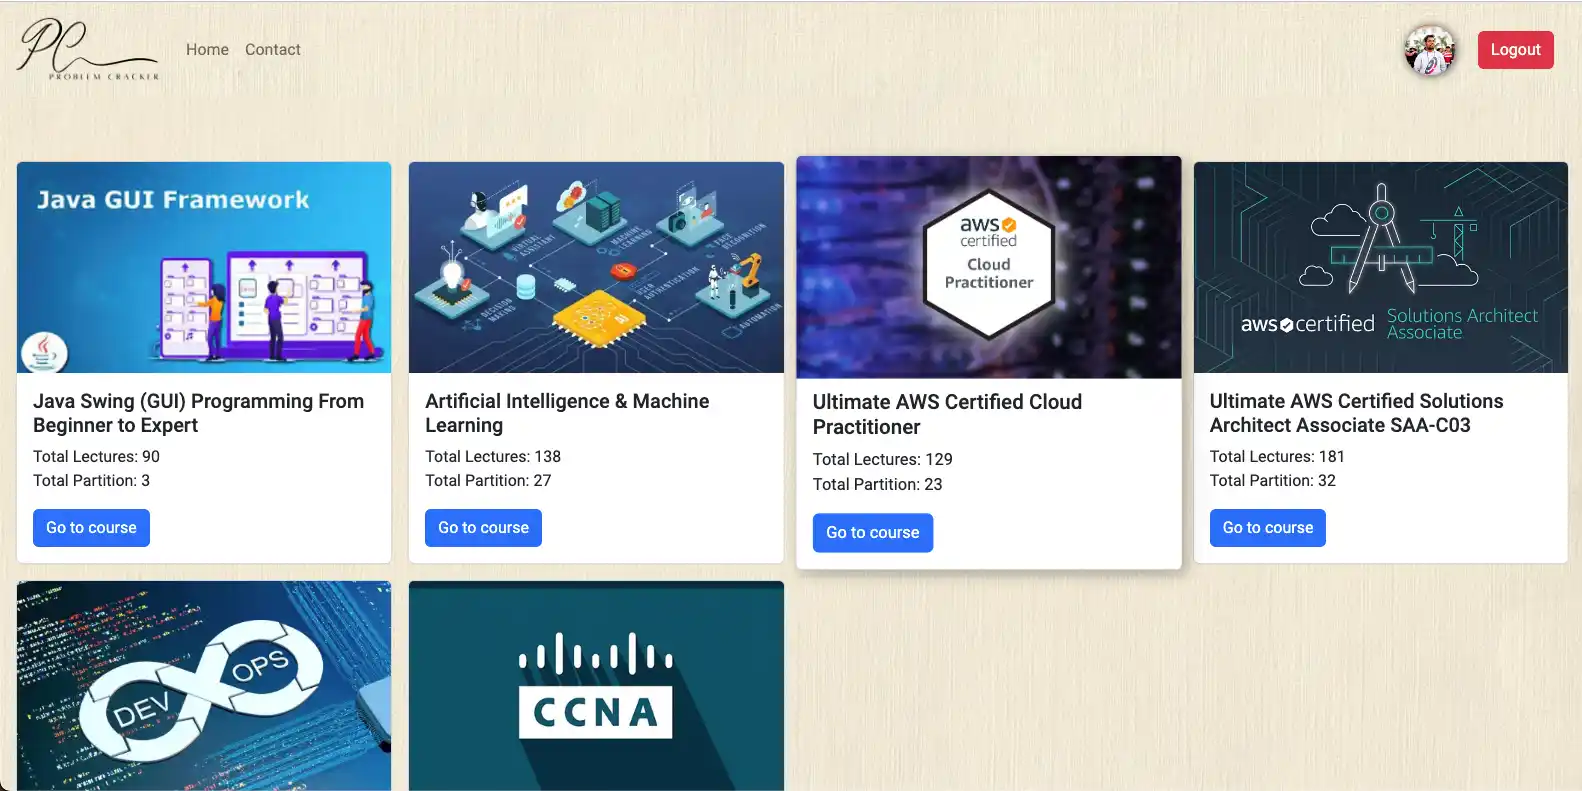 PC
PROBLEM CRACKER
Home
Contact
Logout
Java GUI Framework
Java
VIRTUAL
ASSISTANT
MACHINE
LEARNING
FACE
RECOGNITION
DECISION
MAKING
USER
AUTHENTICATION
AI
AUTOMATION
aws
certified
Cloud
Practitioner
aws certified
Solutions Architect
Associate
Java Swing (GUI) Programming From
Beginner to Expert
Total Lectures: 90
Total Partition: 3
Go to course
Artificial Intelligence & Machine
Learning
Total Lectures: 138
Total Partition: 27
Go to course
Ultimate AWS Certified Cloud
Practitioner
Total Lectures: 129
Total Partition: 23
Go to course
Ultimate AWS Certified Solutions
Architect Associate SAA-C03
Total Lectures: 181
Total Partition: 32
Go to course
DEV
OPS
CCNA